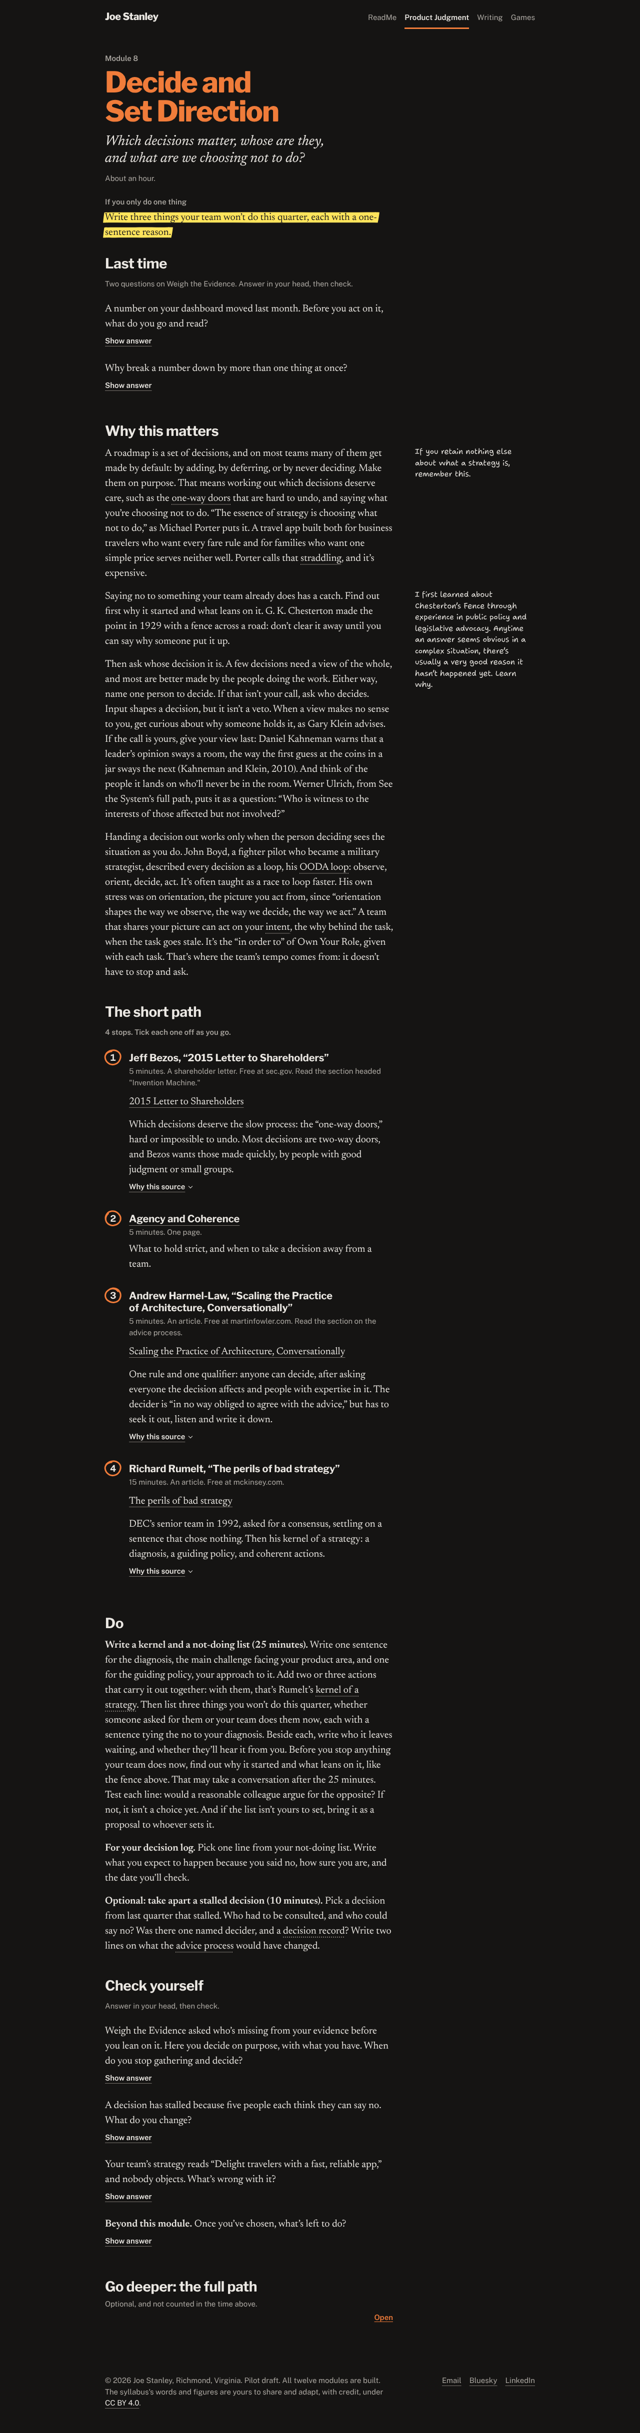 Joe Stanley
ReadMe Product Judgment Writing Games
Module 8
Decide and
Set Direction
Which decisions matter, whose are they,
and what are we choosing not to do?
About an hour.
If you only do one thing
Write three things your team won't do this quarter, each with a one-
sentence reason.
Last time
Two questions on Weigh the Evidence. Answer in your head, then check.
A number on your dashboard moved last month. Before you act on it,
what do you go and read?
Show answer
Why break a number down by more than one thing at once?
Show answer
Why this matters
A roadmap is a set of decisions, and on most teams many of them get
made by default: by adding, by deferring, or by never deciding. Make
them on purpose. That means working out which decisions deserve
care, such as the one-way doors that are hard to undo, and saying what
you're choosing not to do. “The essence of strategy is choosing what
not to do,” as Michael Porter puts it. A travel app built both for business
travelers who want every fare rule and for families who want one
simple price serves neither well. Porter calls that straddling, and it's
expensive.
If you retain nothing else
about what a strategy is,
remember this.
Saying no to something your team already does has a catch. Find out
first why it started and what leans on it. G. K. Chesterton made the
point in 1929 with a fence across a road: don't clear it away until you
can say why someone put it up.
I first learned about
Chesterton's Fence through
experience in public policy and
legislative advocacy. Anytime
an answer seems obvious in a
complex situation, there's
usually a very good reason it
hasn't happened yet. Learn
why.
Then ask whose decision it is. A few decisions need a view of the whole,
and most are better made by the people doing the work. Either way,
name one person to decide. If that isn't your call, ask who decides.
Input shapes a decision, but it isn't a veto. When a view makes no sense
to you, get curious about why someone holds it, as Gary Klein advises.
If the call is yours, give your view last: Daniel Kahneman warns that a
leader's opinion sways a room, the way the first guess at the coins in a
jar sways the next (Kahneman and Klein, 2010). And think of the
people it lands on who'll never be in the room. Werner Ulrich, from See
the System's full path, puts it as a question: “Who is witness to the
interests of those affected but not involved?”
Handing a decision out works only when the person deciding sees the
situation as you do. John Boyd, a fighter pilot who became a military
strategist, described every decision as a loop, his OODA loop: observe,
orient, decide, act. It's often taught as a race to loop faster. His own
stress was on orientation, the picture you act from, since “orientation
shapes the way we observe, the way we decide, the way we act.” A team
that shares your picture can act on your intent, the why behind the task,
when the task goes stale. It's the “in order to” of Own Your Role, given
with each task. That's where the team's tempo comes from: it doesn't
have to stop and ask.
The short path
4 stops. Tick each one off as you go.
1 Jeff Bezos, “2015 Letter to Shareholders”
5 minutes. A shareholder letter. Free at sec.gov. Read the section headed
"Invention Machine."
2015 Letter to Shareholders
Which decisions deserve the slow process: the “one-way doors,”
hard or impossible to undo. Most decisions are two-way doors,
and Bezos wants those made quickly, by people with good
judgment or small groups.
Why this source
2 Agency and Coherence
5 minutes. One page.
What to hold strict, and when to take a decision away from a
team.
3 Andrew Harmel-Law, “Scaling the Practice
of Architecture, Conversationally”
5 minutes. An article. Free at martinfowler.com. Read the section on the
advice process.
Scaling the Practice of Architecture, Conversationally
One rule and one qualifier: anyone can decide, after asking
everyone the decision affects and people with expertise in it. The
decider is “in no way obliged to agree with the advice,” but has to
seek it out, listen and write it down.
Why this source
4 Richard Rumelt, “The perils of bad strategy”
15 minutes. An article. Free at mckinsey.com.
The perils of bad strategy
DEC's senior team in 1992, asked for a consensus, settling on a
sentence that chose nothing. Then his kernel of a strategy: a
diagnosis, a guiding policy, and coherent actions.
Why this source
Do
Write a kernel and a not-doing list (25 minutes). Write one sentence
for the diagnosis, the main challenge facing your product area, and one
for the guiding policy, your approach to it. Add two or three actions
that carry it out together: with them, that's Rumelt's kernel of a
strategy. Then list three things you won't do this quarter, whether
someone asked for them or your team does them now, each with a
sentence tying the no to your diagnosis. Beside each, write who it leaves
waiting, and whether they'll hear it from you. Before you stop anything
your team does now, find out why it started and what leans on it, like
the fence above. That may take a conversation after the 25 minutes.
Test each line: would a reasonable colleague argue for the opposite? If
not, it isn't a choice yet. And if the list isn't yours to set, bring it as a
proposal to whoever sets it.
For your decision log. Pick one line from your not-doing list. Write
what you expect to happen because you said no, how sure you are, and
the date you'll check.
Optional: take apart a stalled decision (10 minutes). Pick a decision
from last quarter that stalled. Who had to be consulted, and who could
say no? Was there one named decider, and a decision record? Write two
lines on what the advice process would have changed.
Check yourself
Answer in your head, then check.
Weigh the Evidence asked who's missing from your evidence before
you lean on it. Here you decide on purpose, with what you have. When
do you stop gathering and decide?
Show answer
A decision has stalled because five people each think they can say no.
What do you change?
Show answer
Your team's strategy reads “Delight travelers with a fast, reliable app,”
and nobody objects. What's wrong with it?
Show answer
Beyond this module. Once you've chosen, what's left to do?
Show answer
Go deeper: the full path
Optional, and not counted in the time above.
Open
© 2026 Joe Stanley, Richmond, Virginia. Pilot draft. All twelve modules are built.
The syllabus's words and figures are yours to share and adapt, with credit, under
CC BY 4.0.
Email Bluesky LinkedIn